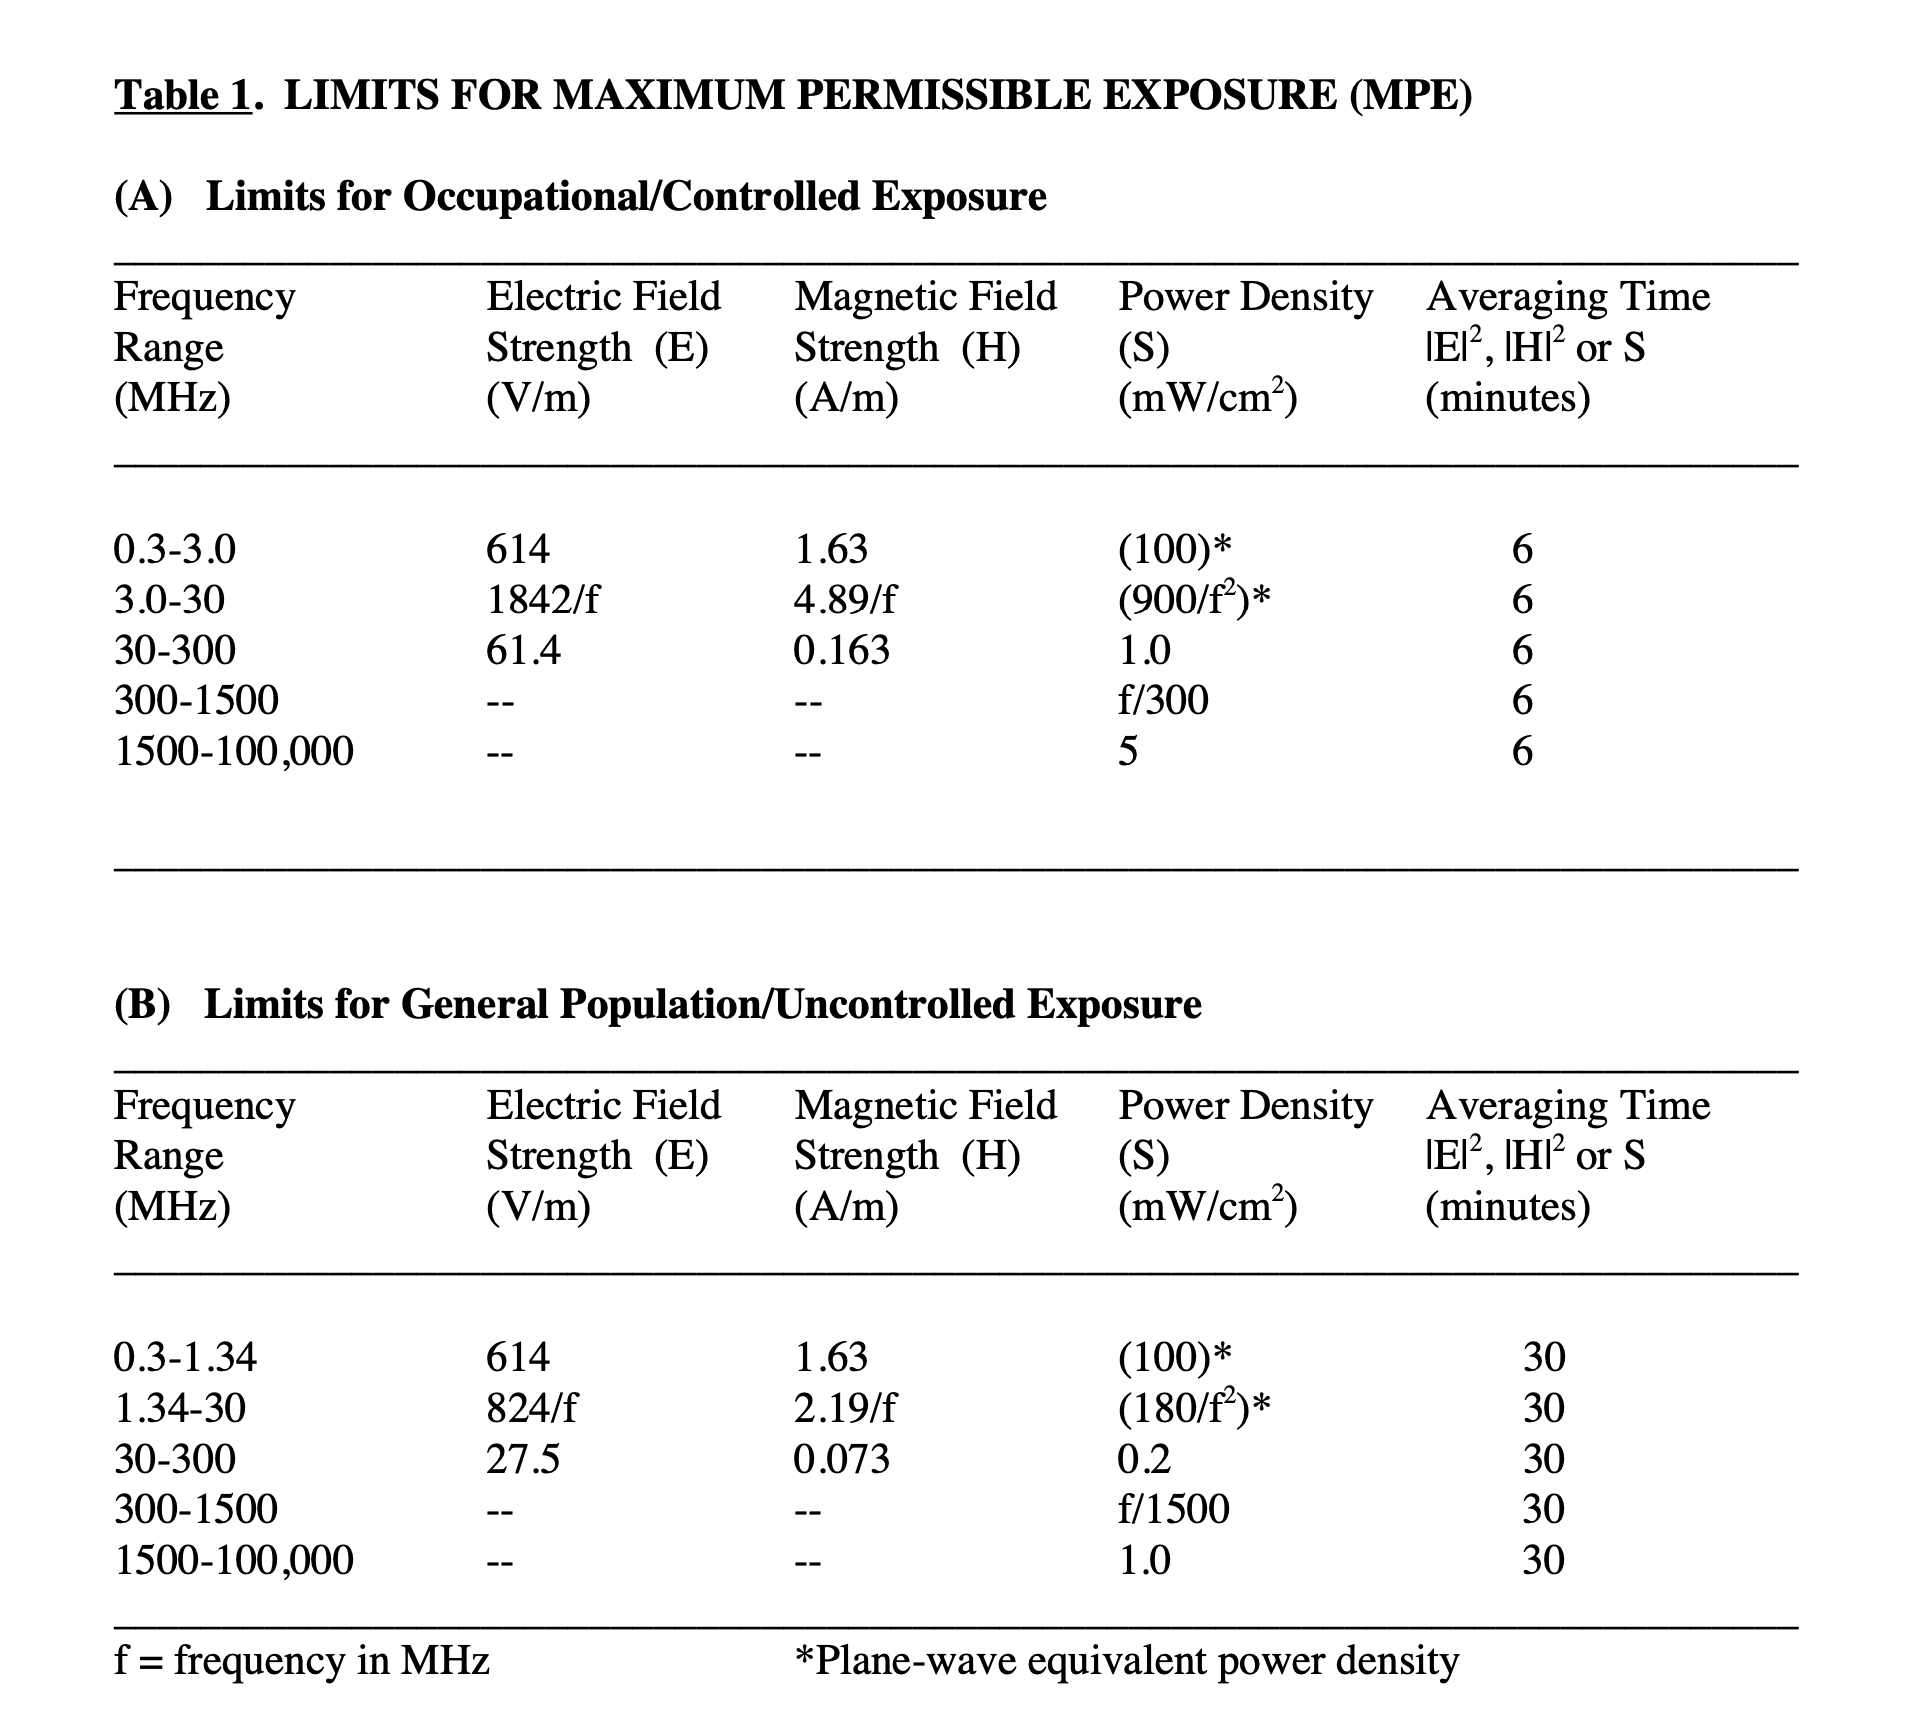 Table 1. LIMITS FOR MAXIMUM PERMISSIBLE EXPOSURE (MPE)
(A) Limits for Occupational/Controlled Exposure
Frequency Electric Field Magnetic Field Power Density Averaging Time
Range Strength (E) Strength (H) (S) |E|², |H|² or S
(MHz) (V/m) (A/m) (mW/cm²) (minutes)
0.3-3.0 614 1.63 (100)* 6
3.0-30 1842/f 4.89/f (900/f²)* 6
30-300 61.4 0.163 1.0 6
300-1500 -- -- f/300 6
1500-100,000 -- -- 5 6
(B) Limits for General Population/Uncontrolled Exposure
Frequency Electric Field Magnetic Field Power Density Averaging Time
Range Strength (E) Strength (H) (S) |E|², |H|² or S
(MHz) (V/m) (A/m) (mW/cm²) (minutes)
0.3-1.34 614 1.63 (100)* 30
1.34-30 824/f 2.19/f (180/f²)* 30
30-300 27.5 0.073 0.2 30
300-1500 -- -- f/1500 30
1500-100,000 -- -- 1.0 30
f = frequency in MHz *Plane-wave equivalent power density